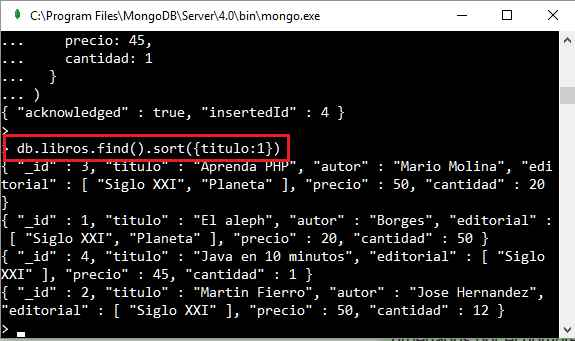 C:\Program Files\MongoDB\Server\4.0\bin\mongo.exe
...     precio: 45,
...     cantidad: 1
...   }
... )
{ "acknowledged" : true, "insertedId" : 4 }
>
> db.libros.find().sort({titulo:1})
{ "_id" : 3, "titulo" : "Aprenda PHP", "autor" : "Mario Molina", "edi
torial" : [ "Siglo XXI", "Planeta" ], "precio" : 50, "cantidad" : 20
}
{ "_id" : 1, "titulo" : "El aleph", "autor" : "Borges", "editorial" :
 [ "Siglo XXI", "Planeta" ], "precio" : 20, "cantidad" : 50 }
{ "_id" : 4, "titulo" : "Java en 10 minutos", "editorial" : [ "Siglo
XXI" ], "precio" : 45, "cantidad" : 1 }
{ "_id" : 2, "titulo" : "Martin Fierro", "autor" : "Jose Hernandez",
"editorial" : [ "Siglo XXI" ], "precio" : 50, "cantidad" : 12 }
>